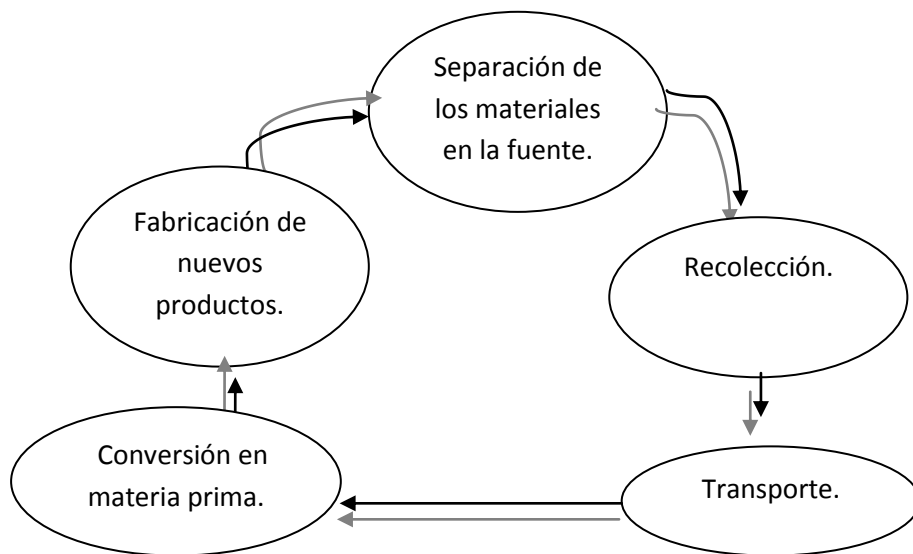 Separación de
los materiales
en la fuente.
Recolección.
Transporte.
Conversión en
materia prima.
Fabricación de
nuevos
productos.